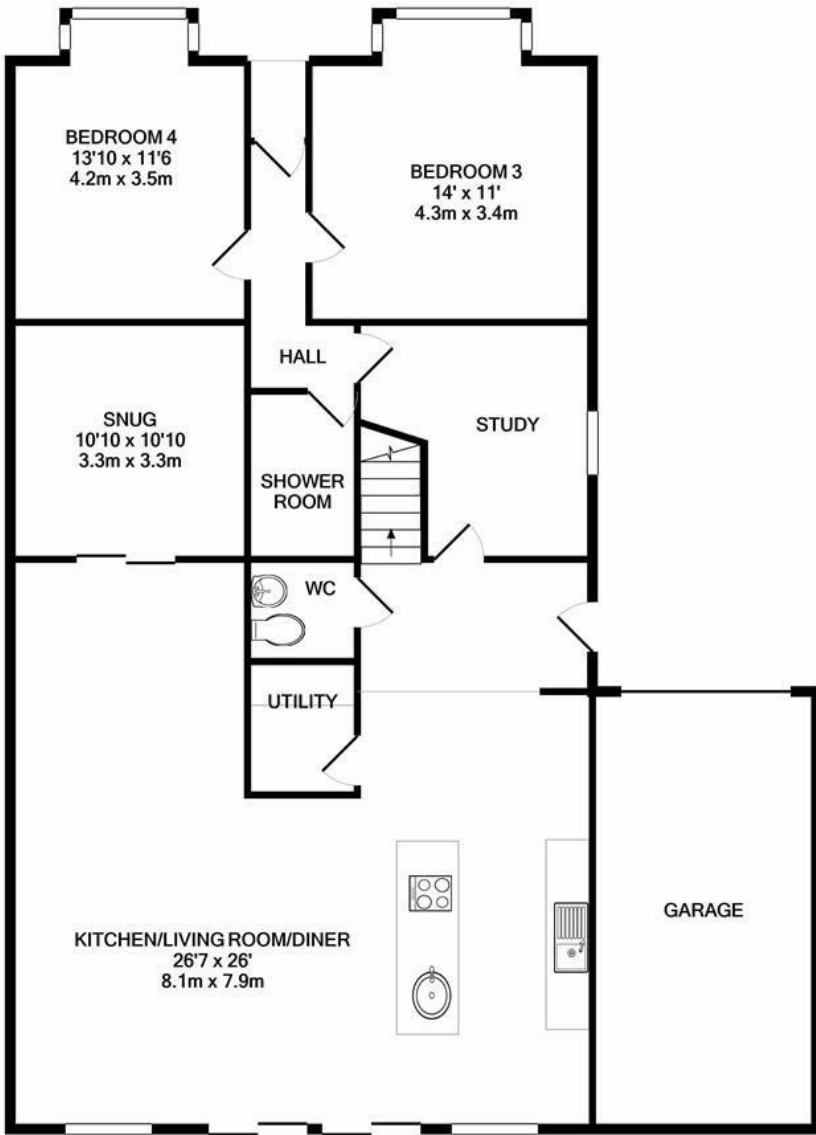 BEDROOM 4
13'10 x 11'6
4.2m x 3.5m
BEDROOM 3
14' x 11'
4.3m x 3.4m
HALL
SNUG
10'10 x 10'10
3.3m x 3.3m
STUDY
SHOWER
ROOM
WC
UTILITY
KITCHEN/LIVING ROOM/DINER
26'7 x 26'
8.1m x 7.9m
GARAGE